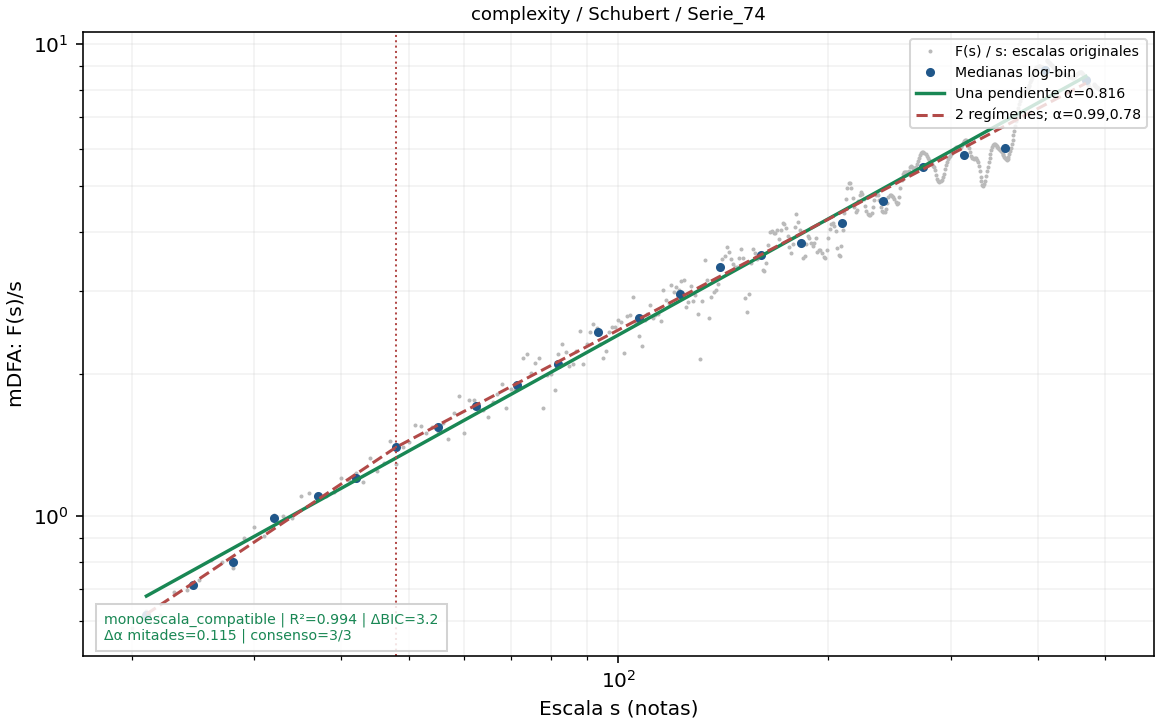 complexity / Schubert / Serie_74
F(s) / s: escalas originales
Medianas log-bin
Una pendiente α=0.816
2 regímenes; α=0.99,0.78
10¹
10⁰
mDFA: F(s)/s
monoescala_compatible | R²=0.994 | ΔBIC=3.2
Δα mitades=0.115 | consenso=3/3
10²
Escala s (notas)